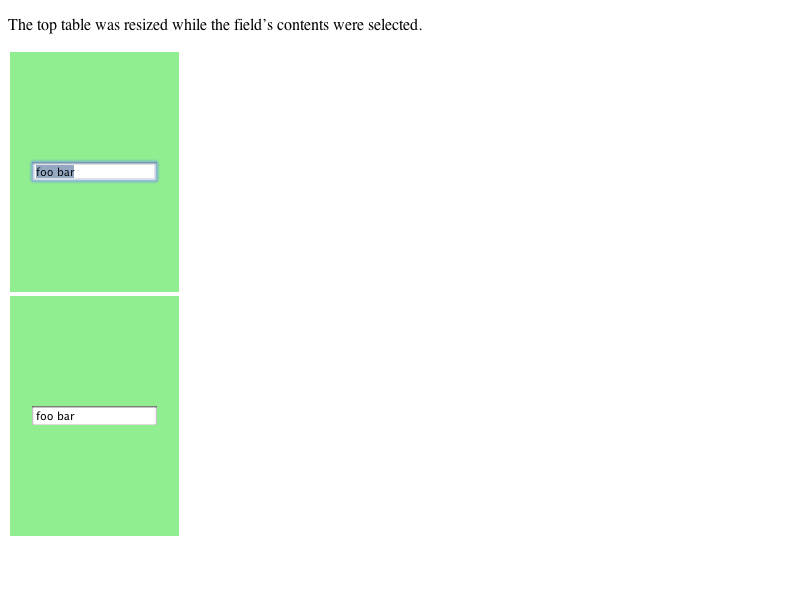 The top table was resized while the field’s contents were selected.
foo bar
foo bar